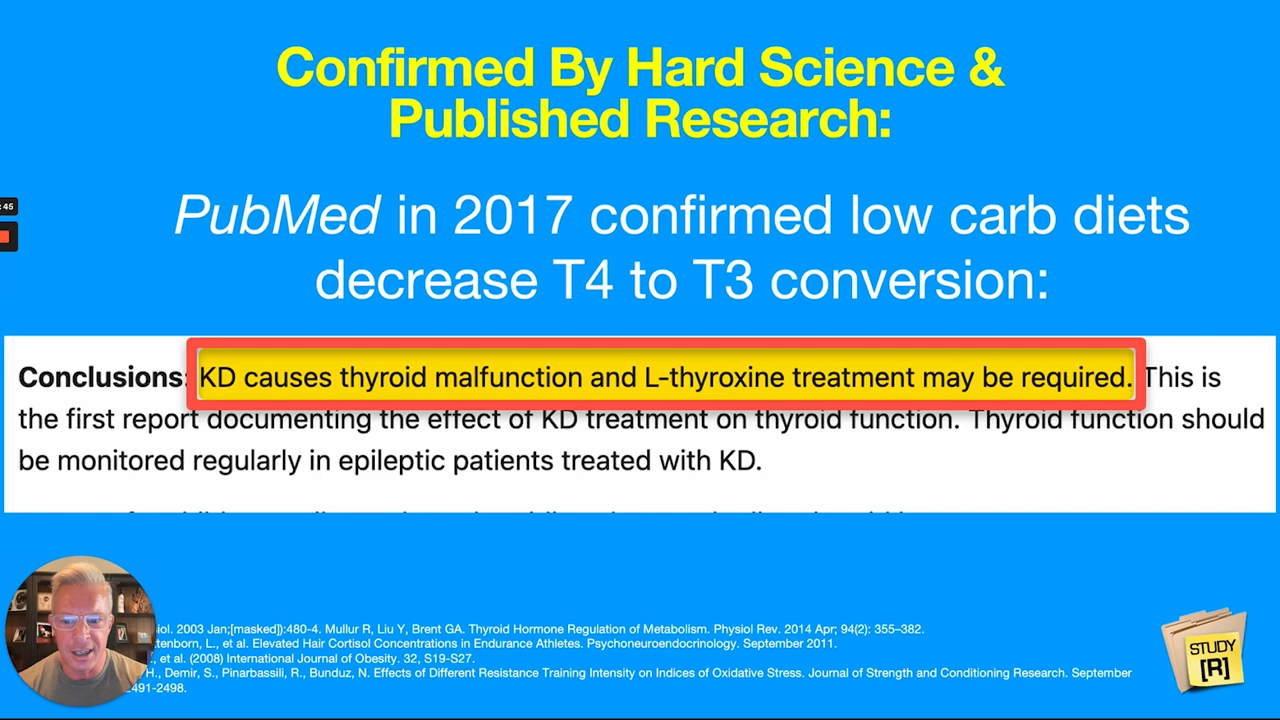 Confirmed By Hard Science &
Published Research:
PubMed in 2017 confirmed low carb diets
decrease T4 to T3 conversion:
:45
Conclusions: KD causes thyroid malfunction and L-thyroxine treatment may be required. This is
the first report documenting the effect of KD treatment on thyroid function. Thyroid function should
be monitored regularly in epileptic patients treated with KD.
iol. 2003 Jan;[masked]):480-4. Mullur R, Liu Y, Brent GA. Thyroid Hormone Regulation of Metabolism. Physiol Rev. 2014 Apr; 94(2): 355–382.
tenborn, L., et al. Elevated Hair Cortisol Concentrations in Endurance Athletes. Psychoneuroendocrinology. September 2011.
, et al. (2008) International Journal of Obesity. 32, S19-S27.
H., Demir, S., Pinarbassili, R., Bunduz, N. Effects of Different Resistance Training Intensity on Indices of Oxidative Stress. Journal of Strength and Conditioning Research. September
2491-2498.
STUDY
[R]